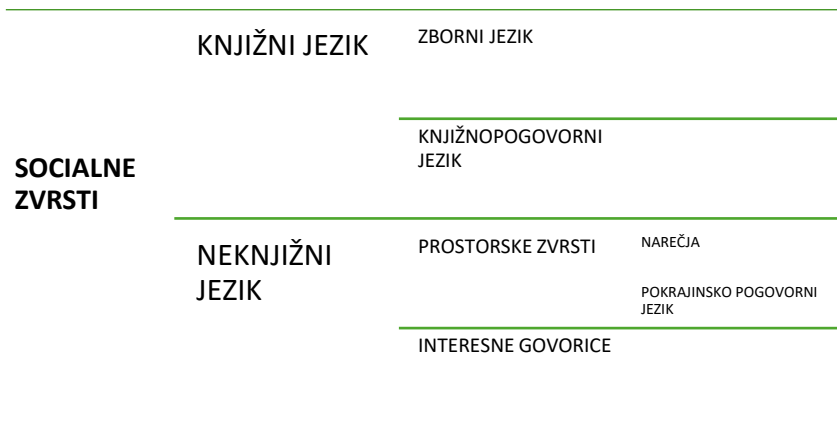 SOCIALNE
ZVRSTI
KNJIŽNI JEZIK
ZBORNI JEZIK
KNJIŽNOPOGOVORNI
JEZIK
NEKNJIŽNI
JEZIK
PROSTORSKE ZVRSTI
NAREČJA
POKRAJINSKO POGOVORNI
JEZIK
INTERESNE GOVORICE